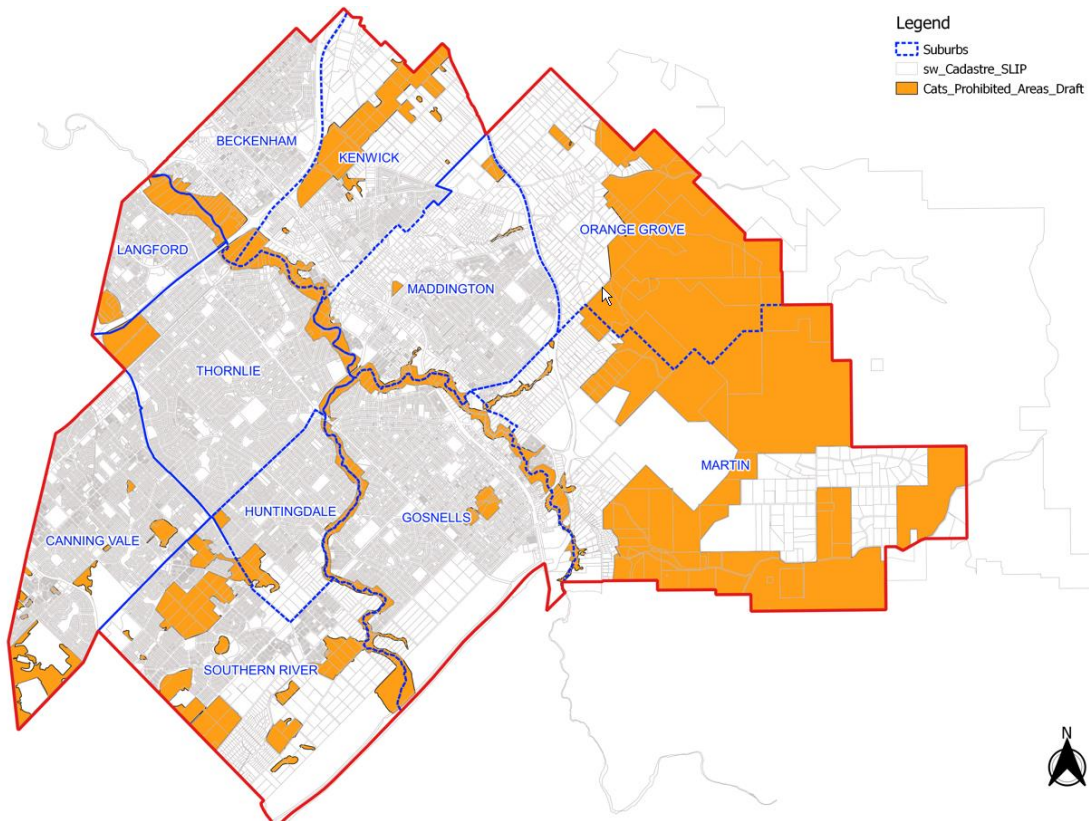 Legend
Suburbs
sw_Cadastre_SLIP
Cats_Prohibited_Areas_Draft
BECKENHAM
KENWICK
ORANGE GROVE
LANGFORD
MADDINGTON
THORNLIE
MARTIN
HUNTINGDALE
GOSNELLS
CANNING VALE
SOUTHERN RIVER
N